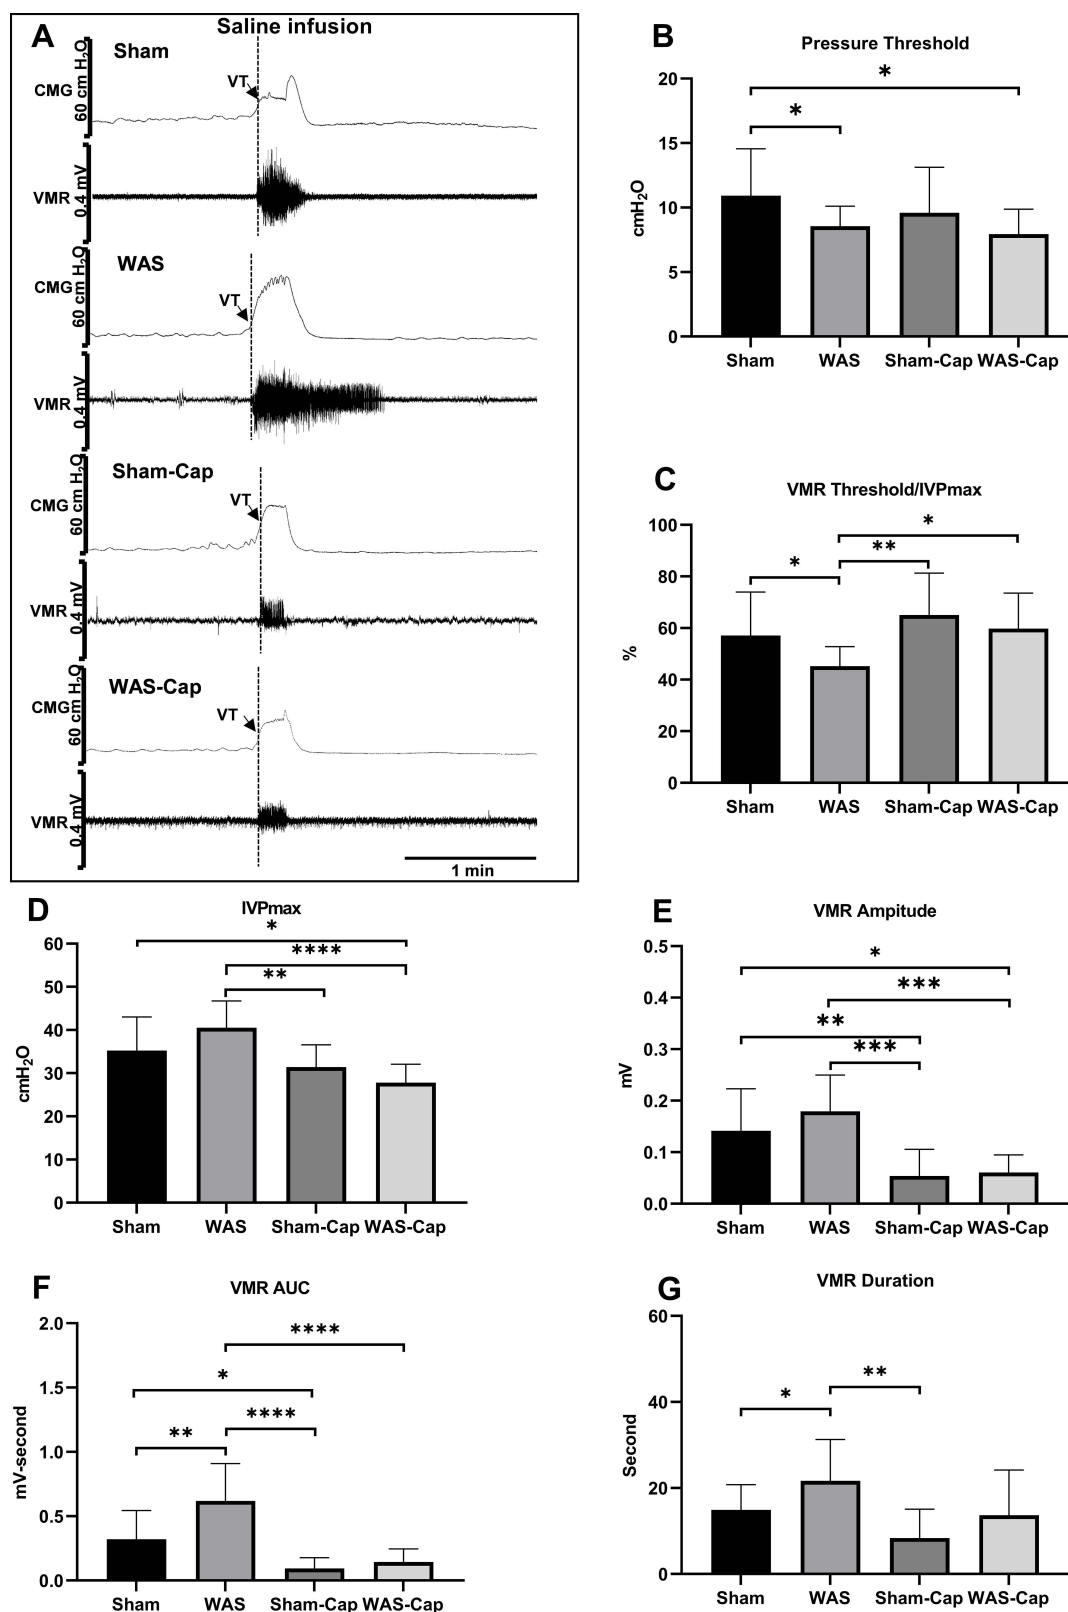 A
Saline infusion
Sham
CMG
60 cm H₂O
VT
VMR
0.4 mV
WAS
CMG
60 cm H₂O
VT
VMR
0.4 mV
Sham-Cap
CMG
60 cm H₂O
VT
VMR
0.4 mV
WAS-Cap
CMG
60 cm H₂O
VT
VMR
0.4 mV
1 min
B
Pressure Threshold
*
*
cmH₂O
20
15
10
5
0
Sham WAS Sham-Cap WAS-Cap
C
VMR Threshold/IVPmax
*
**
*
%
100
80
60
40
20
0
Sham WAS Sham-Cap WAS-Cap
D
IVPmax
*
****
**
cmH₂O
60
50
40
30
20
10
0
Sham WAS Sham-Cap WAS-Cap
E
VMR Ampitude
*
***
**
***
mV
0.5
0.4
0.3
0.2
0.1
0.0
Sham WAS Sham-Cap WAS-Cap
F
VMR AUC
****
*
****
**
mV-second
2.0
1.5
1.0
0.5
0.0
Sham WAS Sham-Cap WAS-Cap
G
VMR Duration
**
*
Second
60
40
20
0
Sham WAS Sham-Cap WAS-Cap